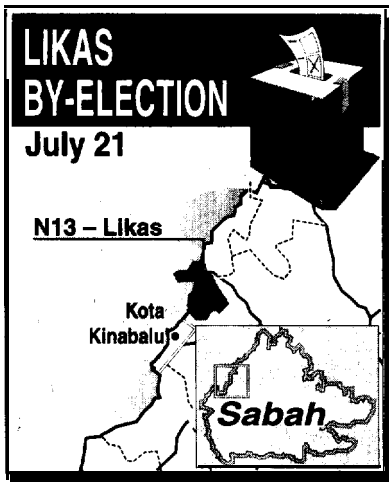 LIKAS
BY-ELECTION
July 21
N13 – Likas
Kota
Kinabalu
Sabah